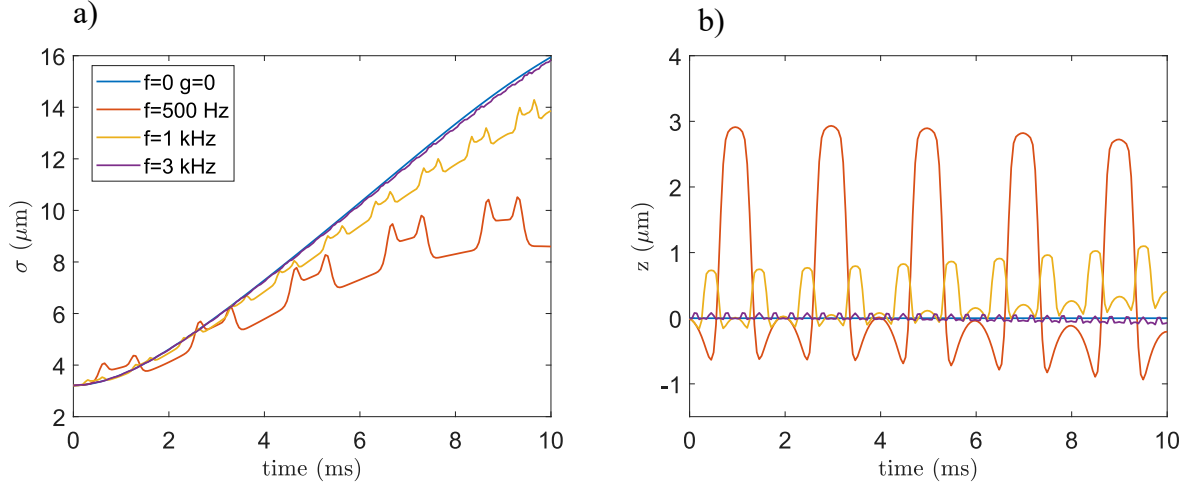 a)
16
14
12
10
8
6
4
2
σ (μm)
f=0 g=0
f=500 Hz
f=1 kHz
f=3 kHz
0 2 4 6 8 10
time (ms)
b)
4
3
2
1
0
-1
z (μm)
0 2 4 6 8 10
time (ms)